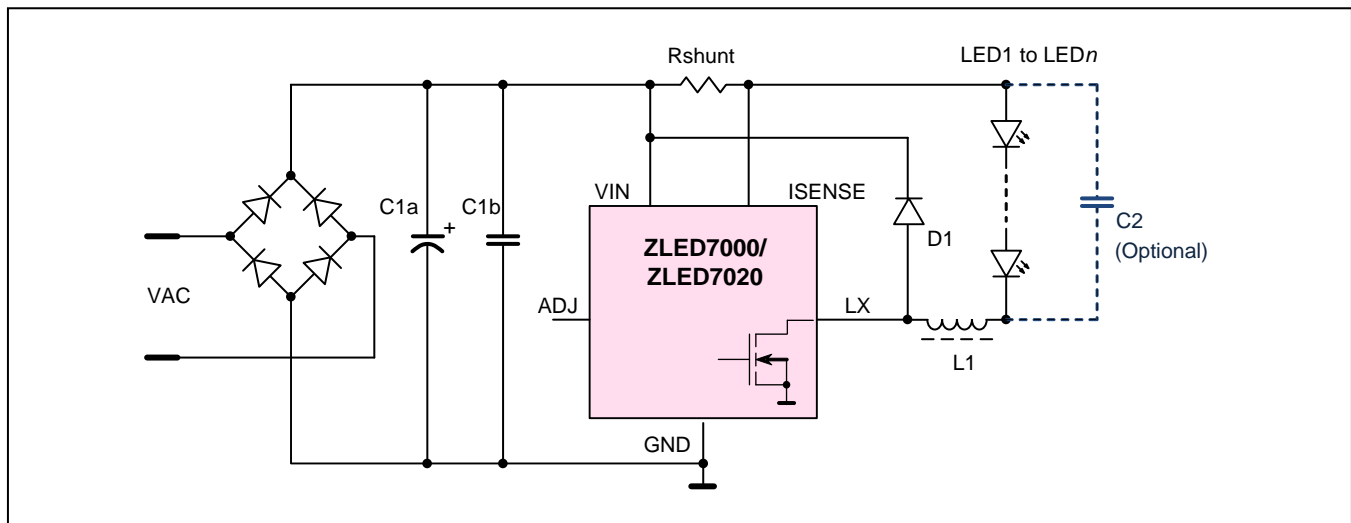 Rshunt
LED1 to LEDn
VIN
ISENSE
C1a
+
C1b
D1
C2
(Optional)
ZLED7000/
ZLED7020
VAC
ADJ
LX
L1
GND